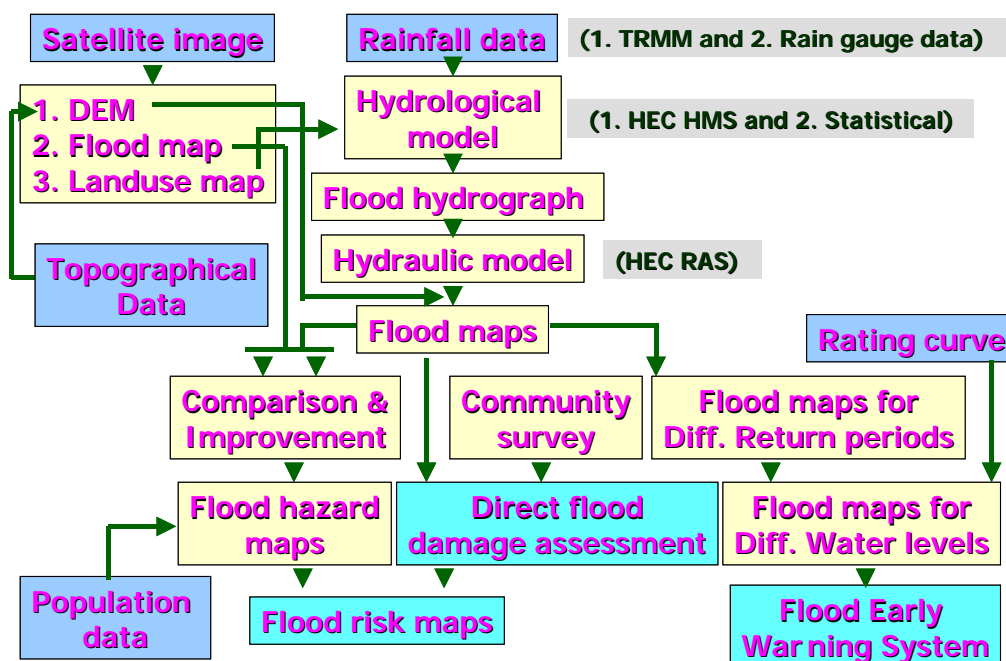 Satellite image
Rainfall data
(1. TRMM and 2. Rain gauge data)
1. DEM
2. Flood map
3. Landuse map
Hydrological
model
(1. HEC HMS and 2. Statistical)
Flood hydrograph
Topographical
Data
Hydraulic model
(HEC RAS)
Flood maps
Rating curve
Comparison &
Improvement
Community
survey
Flood maps for
Diff. Return periods
Flood hazard
maps
Direct flood
damage assessment
Flood maps for
Diff. Water levels
Population
data
Flood risk maps
Flood Early
Warning System